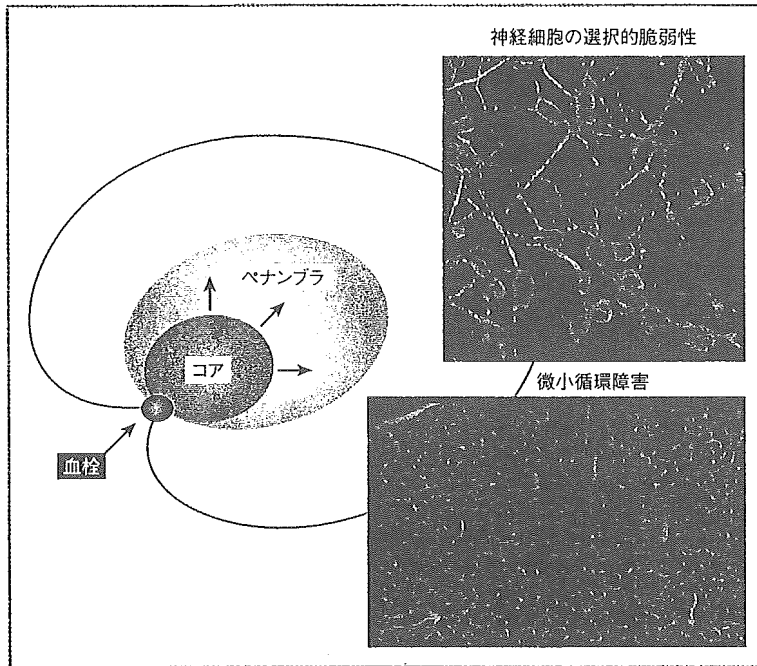 神経細胞の選択的脆弱性
ペナンブラ
コア
微小循環障害
血栓